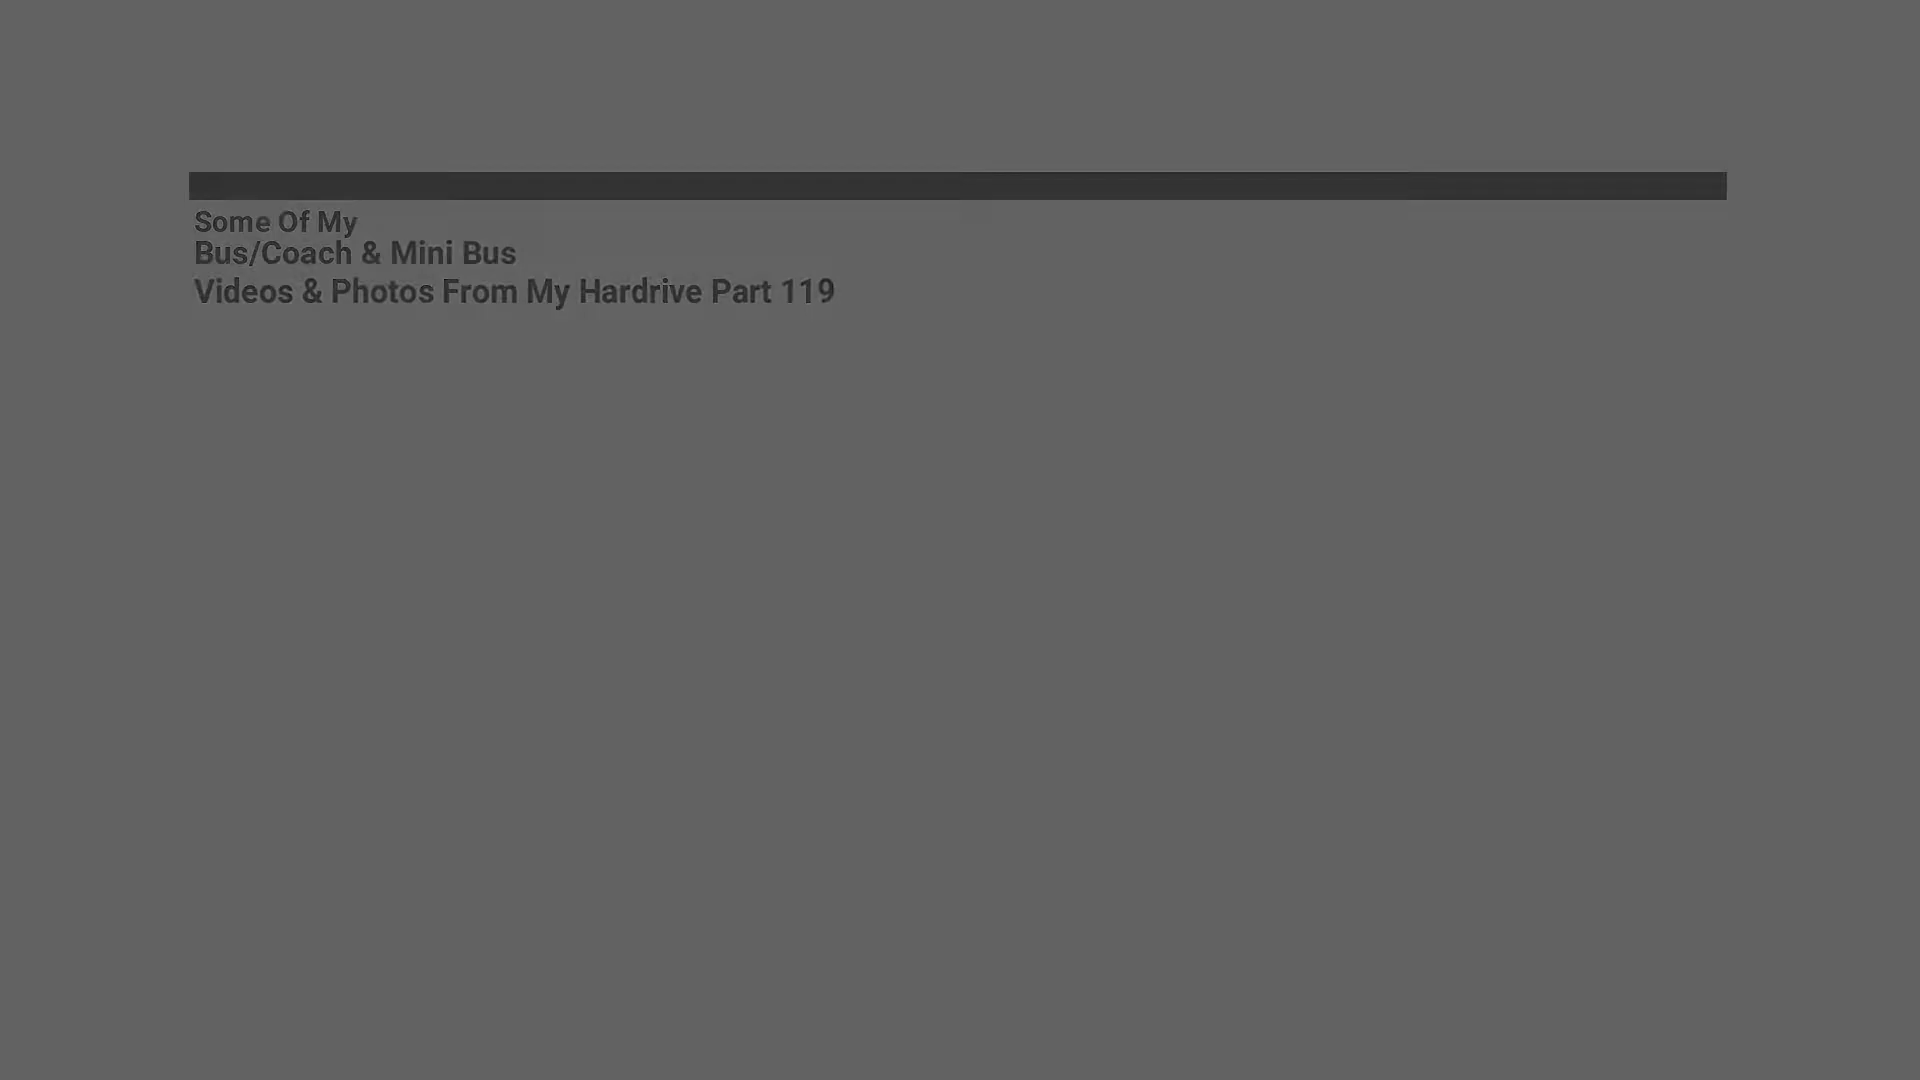 Some Of My
Bus/Coach & Mini Bus
Videos & Photos From My Hardrive Part 119